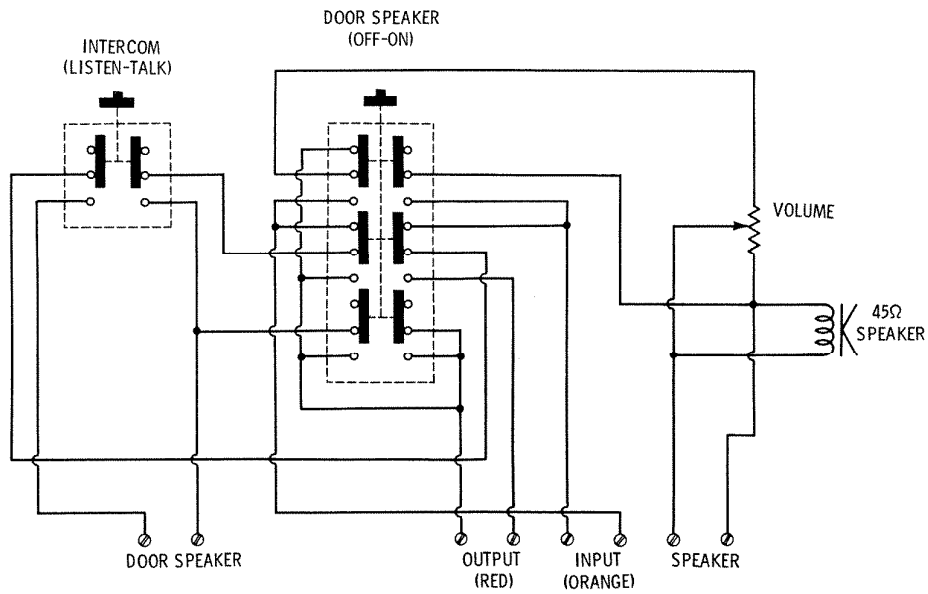 DOOR SPEAKER
(OFF-ON)
INTERCOM
(LISTEN-TALK)
VOLUME
45Ω
SPEAKER
DOOR SPEAKER
OUTPUT
(RED)
INPUT
(ORANGE)
SPEAKER